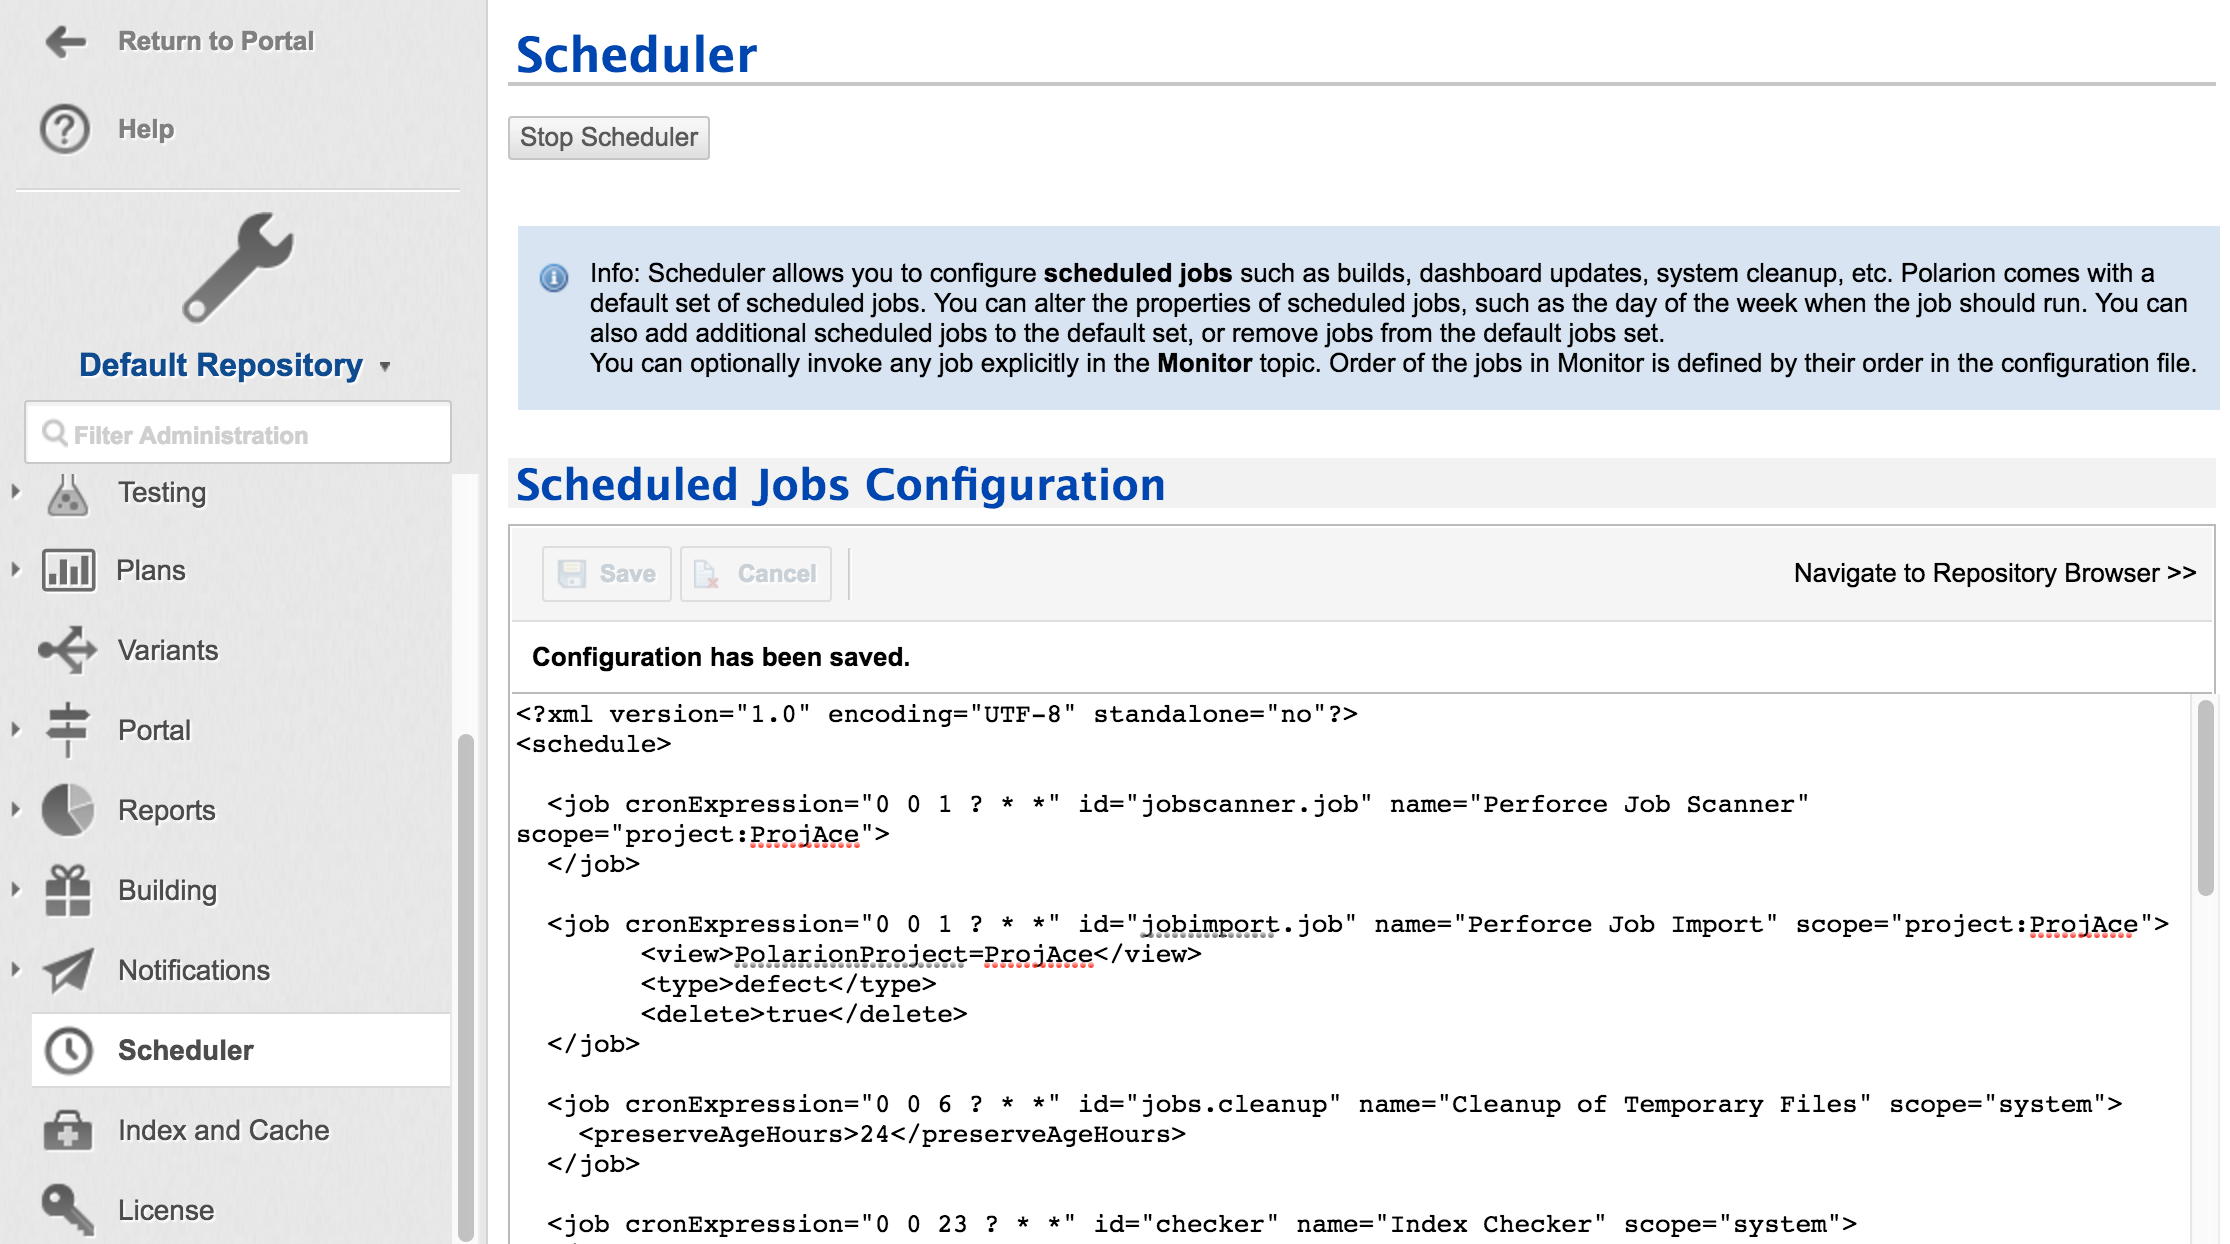 Return to Portal
Help
Default Repository
Filter Administration
Testing
Plans
Variants
Portal
Reports
Building
Notifications
Scheduler
Index and Cache
License
Scheduler
Stop Scheduler
Info: Scheduler allows you to configure scheduled jobs such as builds, dashboard updates, system cleanup, etc. Polarion comes with a
default set of scheduled jobs. You can alter the properties of scheduled jobs, such as the day of the week when the job should run. You can
also add additional scheduled jobs to the default set, or remove jobs from the default jobs set.
You can optionally invoke any job explicitly in the Monitor topic. Order of the jobs in Monitor is defined by their order in the configuration file.
Scheduled Jobs Configuration
Save Cancel Navigate to Repository Browser >>
Configuration has been saved.
<?xml version="1.0" encoding="UTF-8" standalone="no"?>
<schedule>
<job cronExpression="0 0 1 ? * *" id="jobscanner.job" name="Perforce Job Scanner"
scope="project:ProjAce">
</job>
<job cronExpression="0 0 1 ? * *" id="jobimport.job" name="Perforce Job Import" scope="project:ProjAce">
<view>PolarionProject=ProjAce</view>
<type>defect</type>
<delete>true</delete>
</job>
<job cronExpression="0 0 6 ? * *" id="jobs.cleanup" name="Cleanup of Temporary Files" scope="system">
<preserveAgeHours>24</preserveAgeHours>
</job>
<job cronExpression="0 0 23 ? * *" id="checker" name="Index Checker" scope="system">